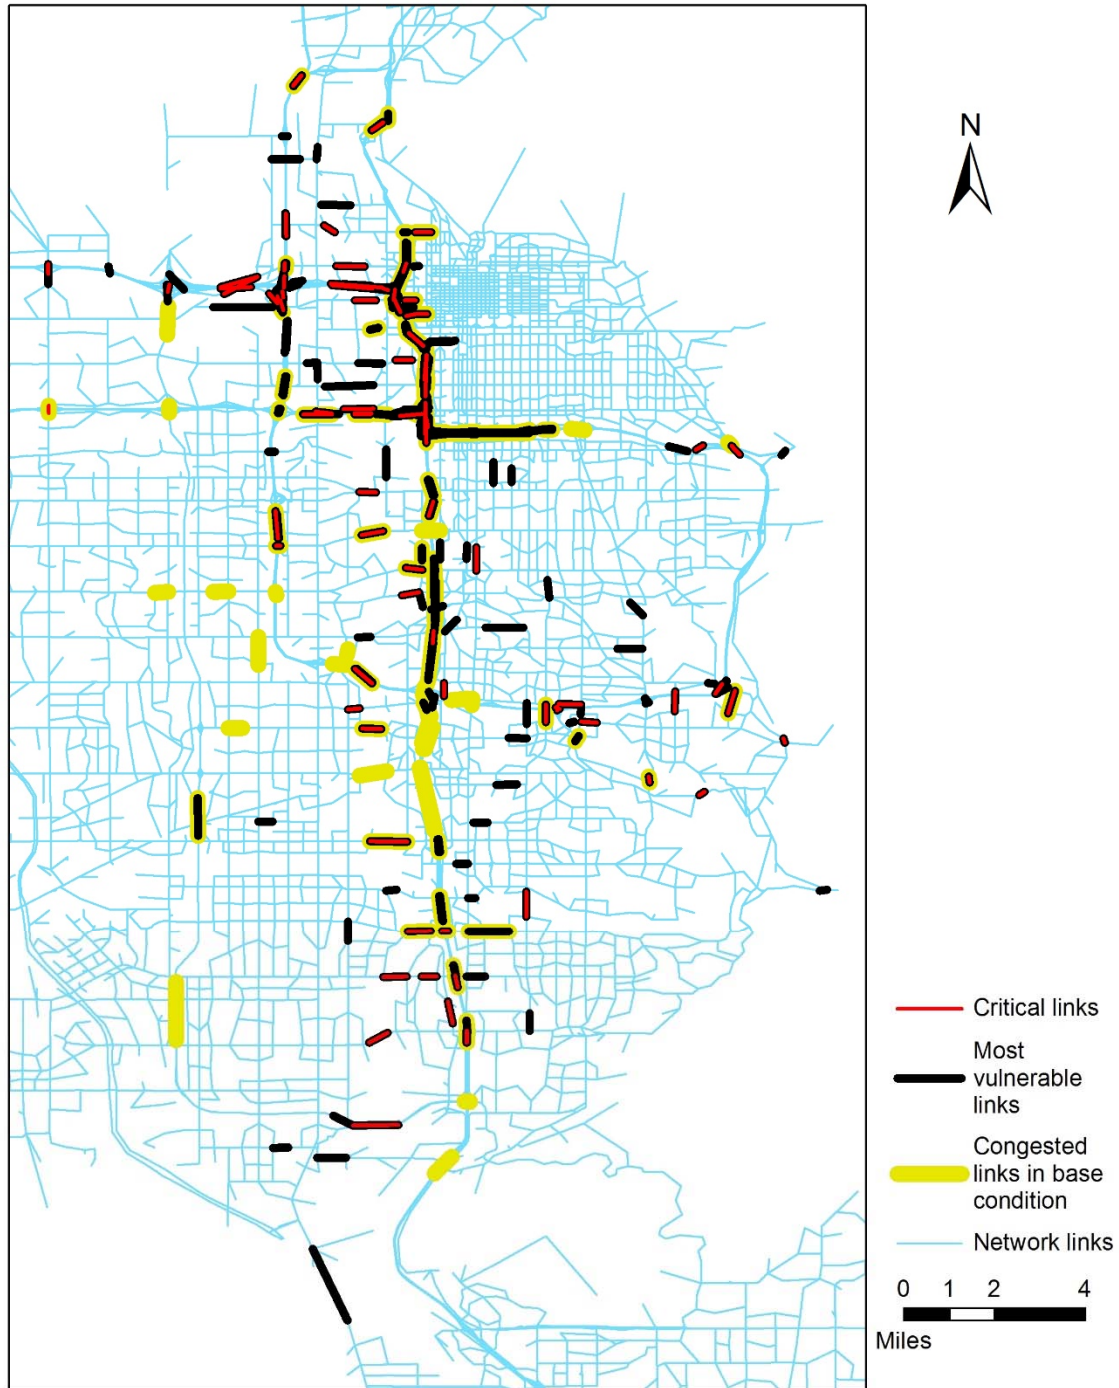 N
Critical links
Most
vulnerable
links
Congested
links in base
condition
Network links
0 1 2 4
Miles